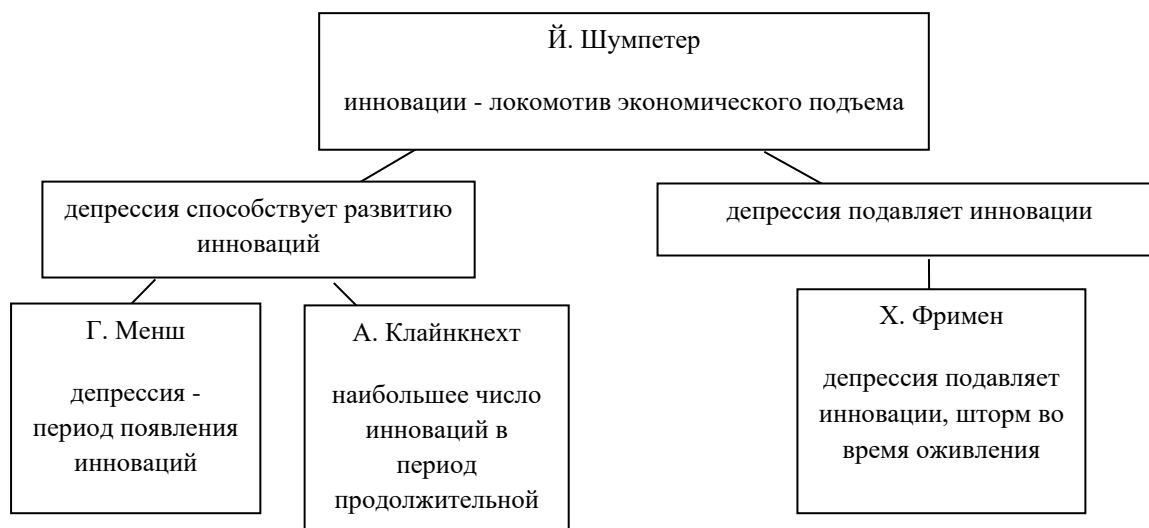 Й. Шумпетер
инновации - локомотив экономического подъема
депрессия способствует развитию
инноваций
депрессия подавляет инновации
Г. Менш
депрессия -
период появления
инноваций
А. Клайнкнехт
наибольшее число
инноваций в
период
продолжительной
Х. Фримен
депрессия подавляет
инновации, шторм во
время оживления